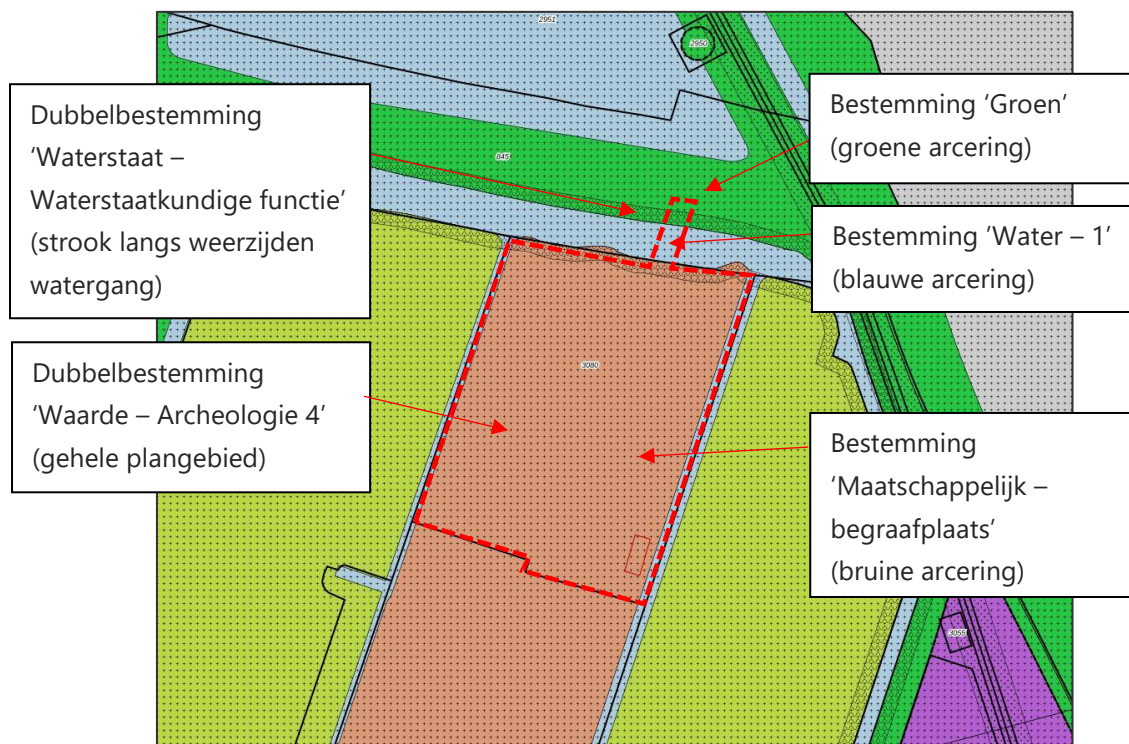 2951
2950
Dubbelbestemming
‘Waterstaat –
Waterstaatkundige functie’
(strook langs weerzijden
watergang)
Bestemming ‘Groen’
(groene arcering)
845
Bestemming ‘Water – 1’
(blauwe arcering)
Dubbelbestemming
‘Waarde – Archeologie 4’
(gehele plangebied)
3080
Bestemming
‘Maatschappelijk –
begraafplaats’
(bruine arcering)
3055